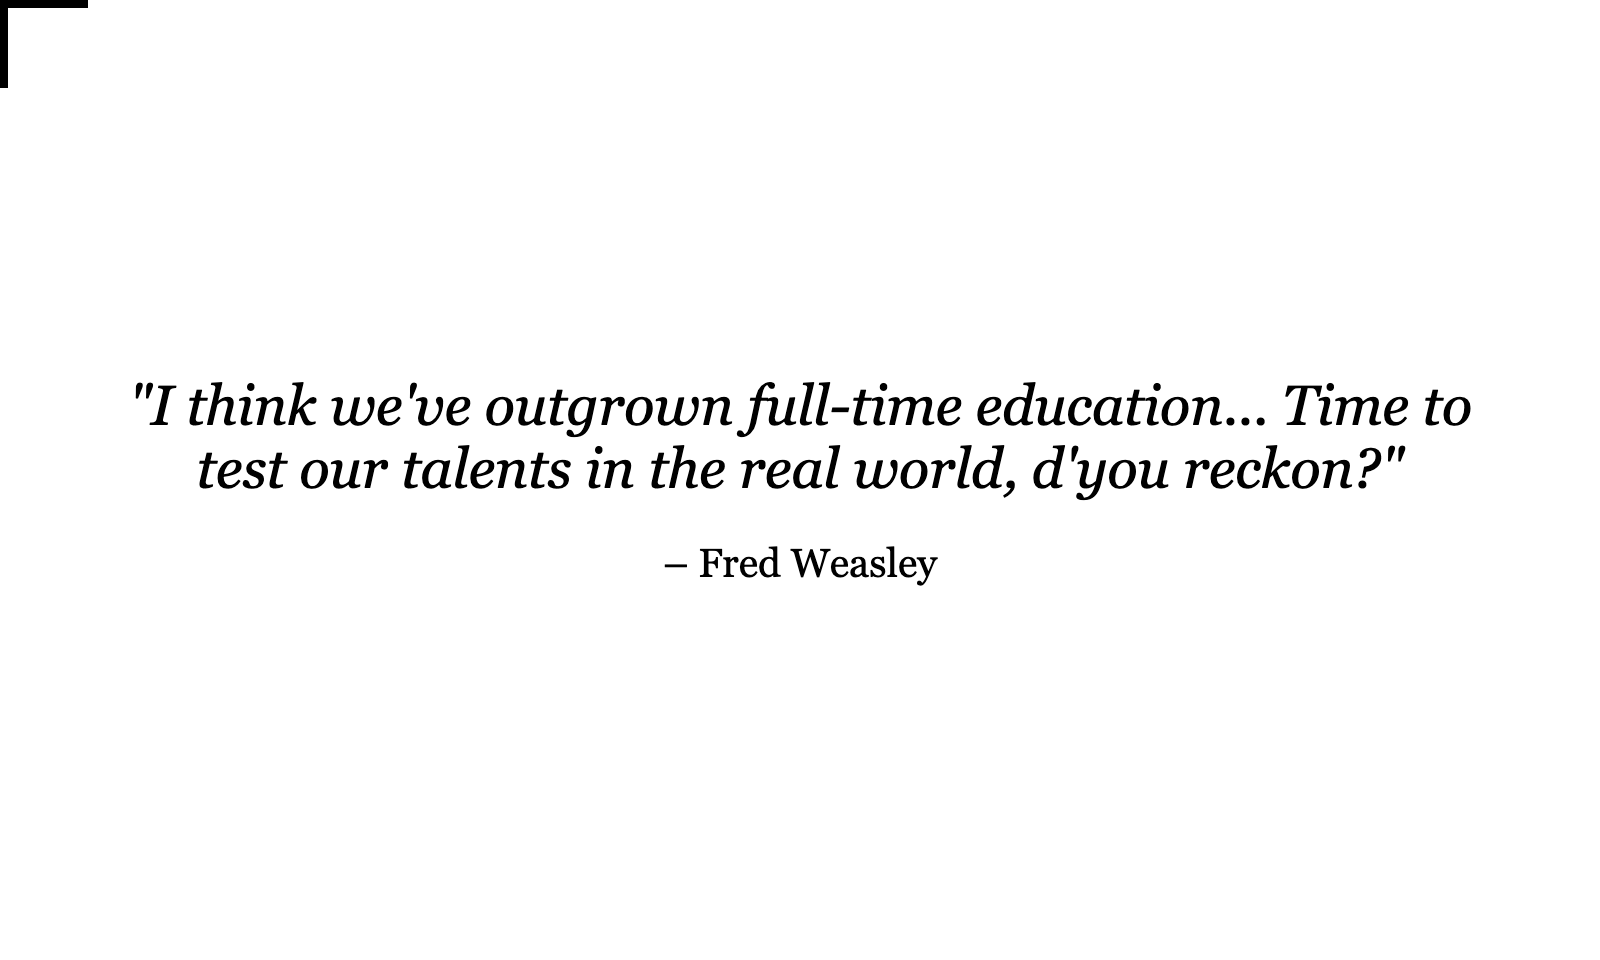 "I think we've outgrown full-time education... Time to
test our talents in the real world, d'you reckon?"
– Fred Weasley